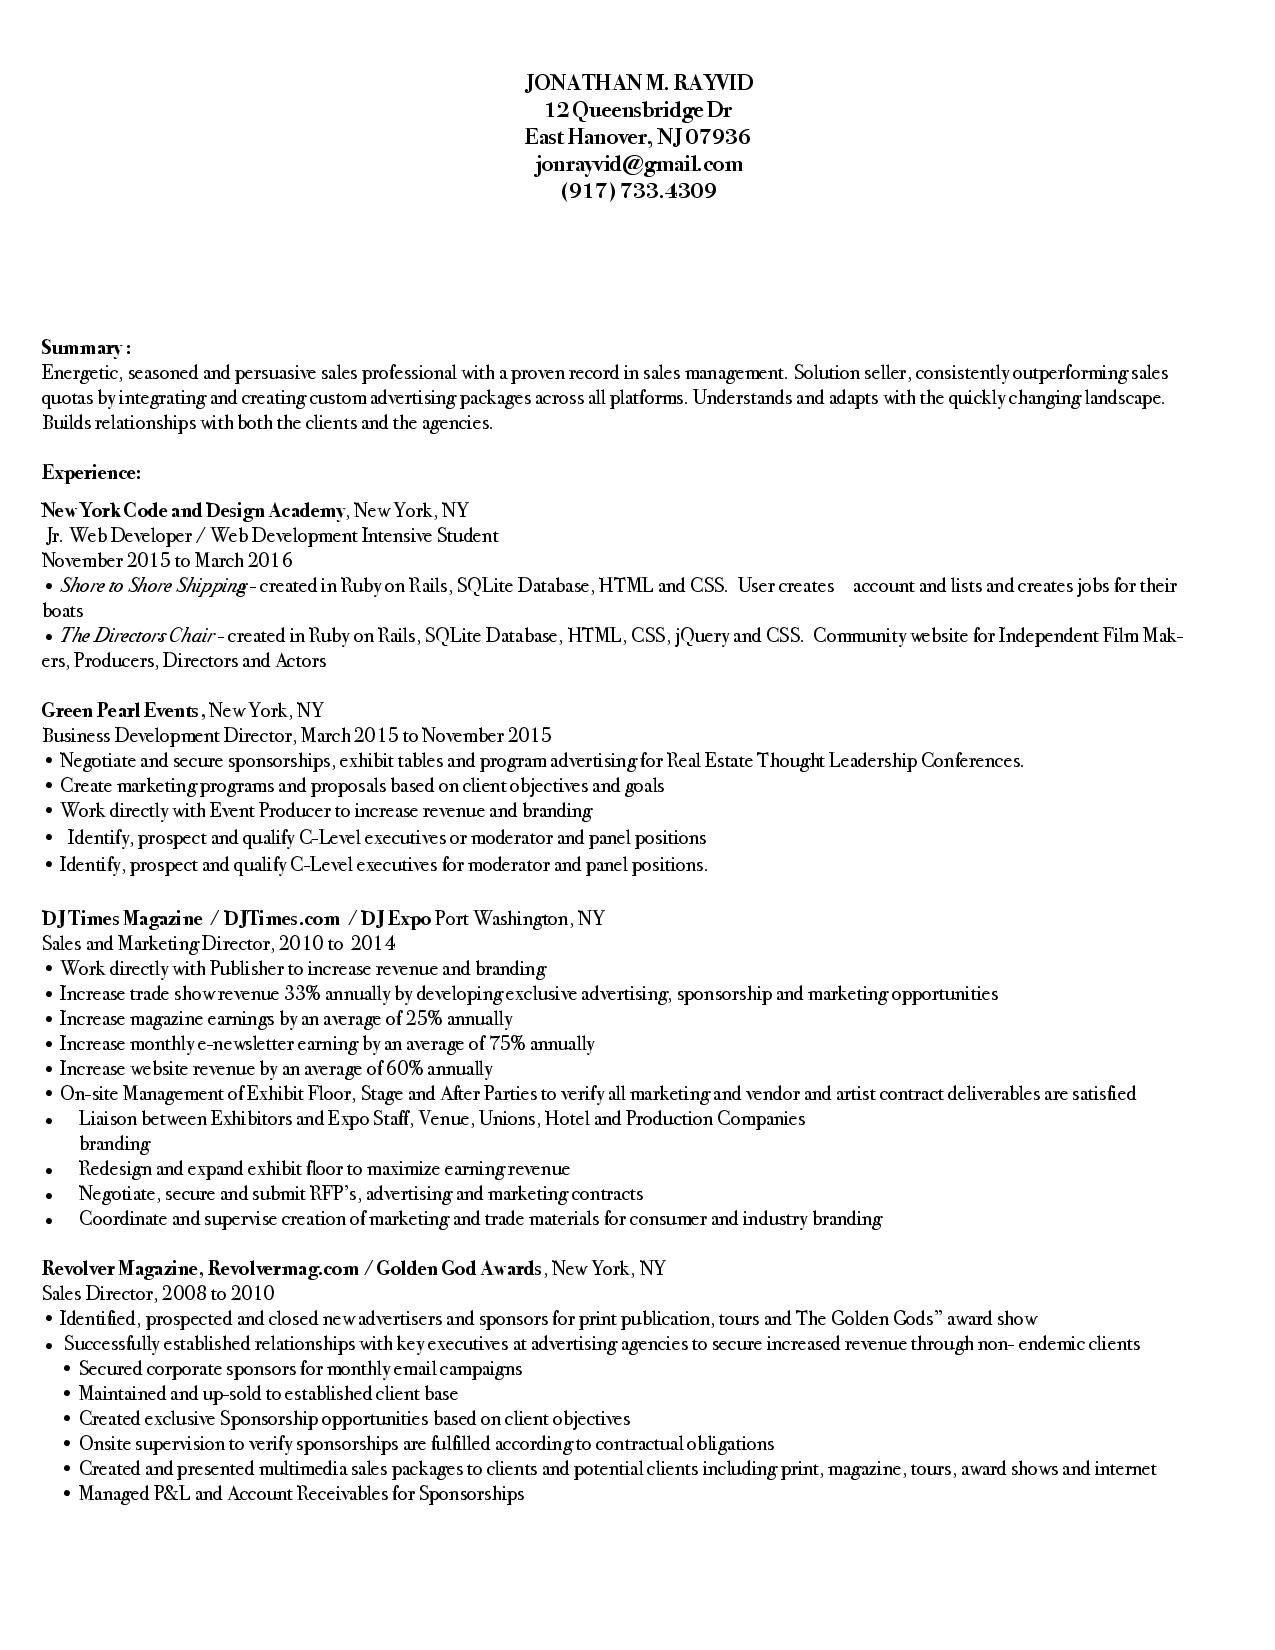 JONATHAN M. RAYVID
12 Queensbridge Dr
East Hanover, NJ 07936
jonrayvid@gmail.com
(917) 733.4309
Summary :
Energetic, seasoned and persuasive sales professional with a proven record in sales management. Solution seller, consistently outperforming sales
quotas by integrating and creating custom advertising packages across all platforms. Understands and adapts with the quickly changing landscape.
Builds relationships with both the clients and the agencies.
Experience:
New York Code and Design Academy, New York, NY
Jr. Web Developer / Web Development Intensive Student
November 2015 to March 2016
• Shore to Shore Shipping - created in Ruby on Rails, SQLite Database, HTML and CSS. User creates account and lists and creates jobs for their
boats
• The Directors Chair - created in Ruby on Rails, SQLite Database, HTML, CSS, jQuery and CSS. Community website for Independent Film Mak-
ers, Producers, Directors and Actors
Green Pearl Events, New York, NY
Business Development Director, March 2015 to November 2015
• Negotiate and secure sponsorships, exhibit tables and program advertising for Real Estate Thought Leadership Conferences.
• Create marketing programs and proposals based on client objectives and goals
• Work directly with Event Producer to increase revenue and branding
• Identify, prospect and qualify C-Level executives or moderator and panel positions
• Identify, prospect and qualify C-Level executives for moderator and panel positions.
DJ Times Magazine / DJTimes.com / DJ Expo Port Washington, NY
Sales and Marketing Director, 2010 to 2014
• Work directly with Publisher to increase revenue and branding
• Increase trade show revenue 33% annually by developing exclusive advertising, sponsorship and marketing opportunities
• Increase magazine earnings by an average of 25% annually
• Increase monthly e-newsletter earning by an average of 75% annually
• Increase website revenue by an average of 60% annually
• On-site Management of Exhibit Floor, Stage and After Parties to verify all marketing and vendor and artist contract deliverables are satisfied
• Liaison between Exhibitors and Expo Staff, Venue, Unions, Hotel and Production Companies
branding
• Redesign and expand exhibit floor to maximize earning revenue
• Negotiate, secure and submit RFP's, advertising and marketing contracts
• Coordinate and supervise creation of marketing and trade materials for consumer and industry branding
Revolver Magazine, Revolvermag.com / Golden God Awards, New York, NY
Sales Director, 2008 to 2010
• Identified, prospected and closed new advertisers and sponsors for print publication, tours and The Golden Gods” award show
• Successfully established relationships with key executives at advertising agencies to secure increased revenue through non- endemic clients
• Secured corporate sponsors for monthly email campaigns
• Maintained and up-sold to established client base
• Created exclusive Sponsorship opportunities based on client objectives
• Onsite supervision to verify sponsorships are fulfilled according to contractual obligations
• Created and presented multimedia sales packages to clients and potential clients including print, magazine, tours, award shows and internet
• Managed P&L and Account Receivables for Sponsorships